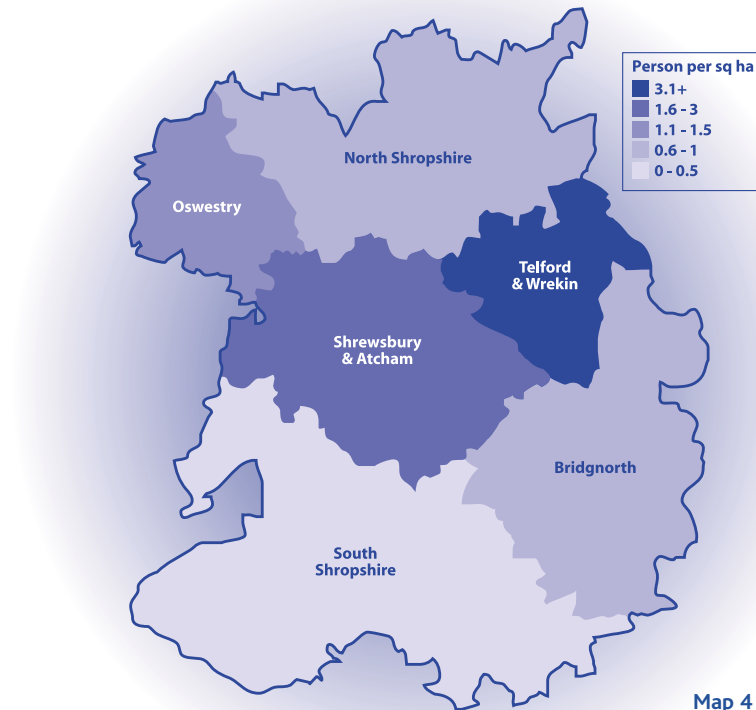 Person per sq ha
3.1+
1.6 - 3
1.1 - 1.5
0.6 - 1
0 - 0.5
North Shropshire
Oswestry
Telford
& Wrekin
Shrewsbury
& Atcham
Bridgnorth
South
Shropshire
Map 4